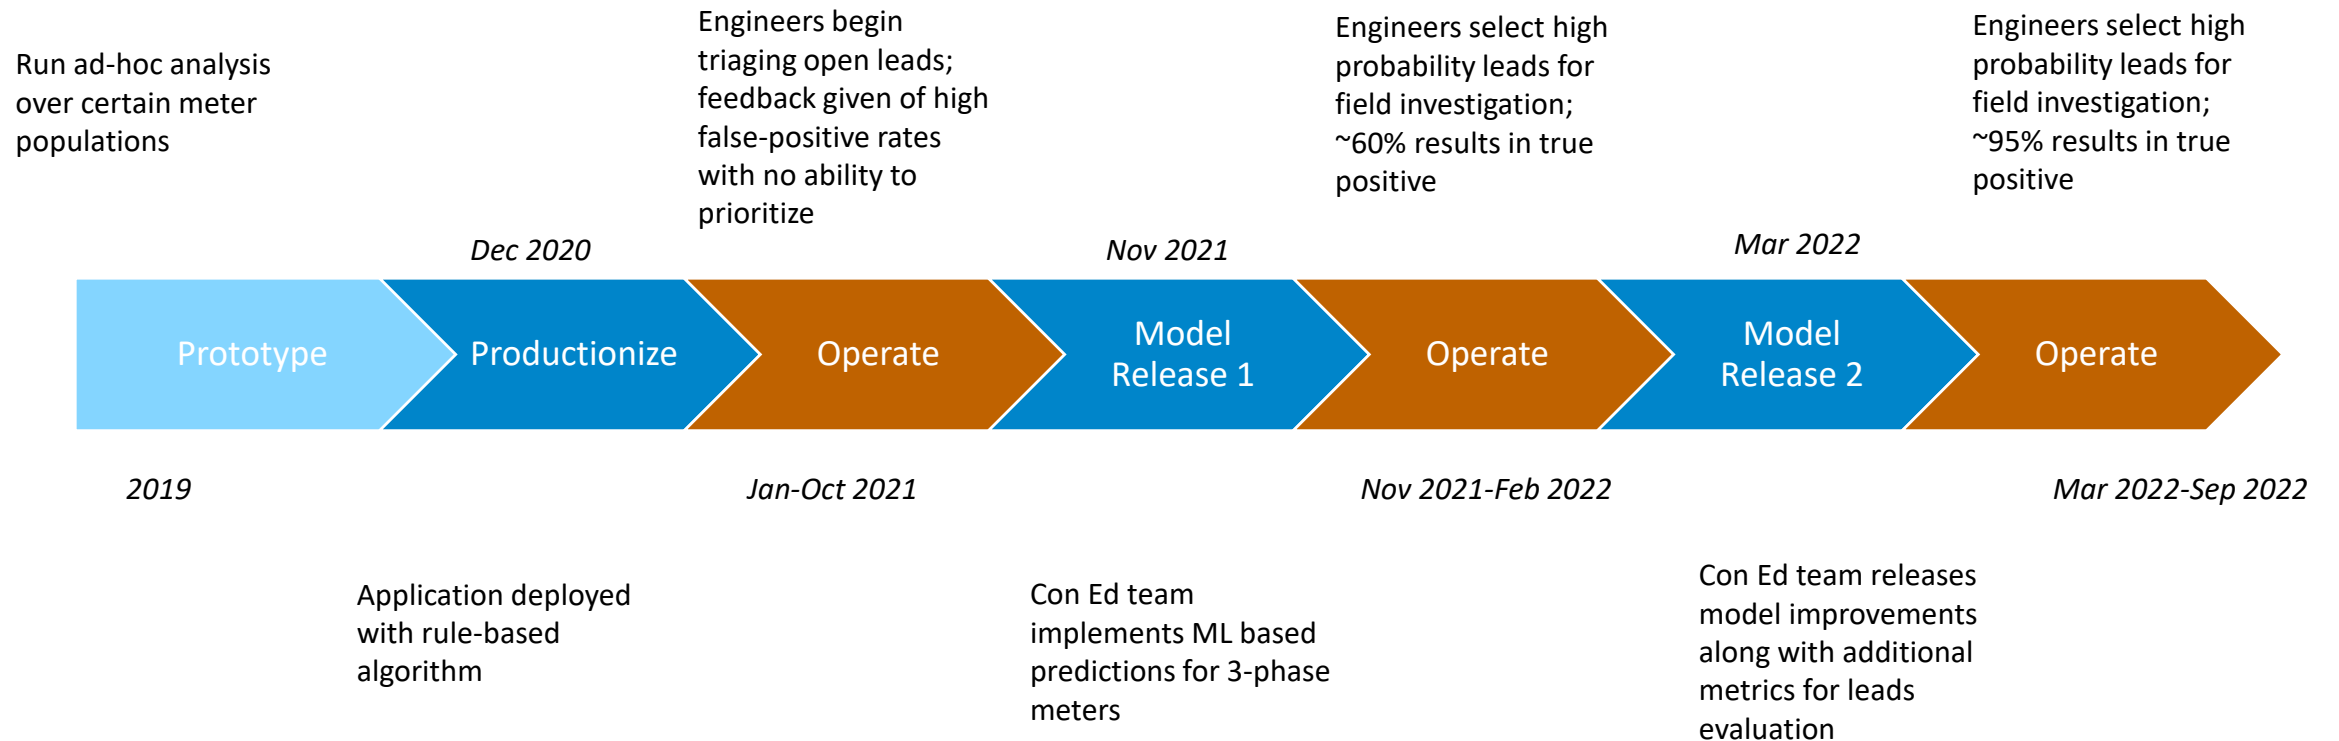 Run ad-hoc analysis
over certain meter
populations
Engineers begin
triaging open leads;
feedback given of high
false-positive rates
with no ability to
prioritize
Engineers select high
probability leads for
field investigation;
~60% results in true
positive
Engineers select high
probability leads for
field investigation;
~95% results in true
positive
Dec 2020
Nov 2021
Mar 2022
Prototype
Productionize
Operate
Model
Release 1
Operate
Model
Release 2
Operate
2019
Jan-Oct 2021
Nov 2021-Feb 2022
Mar 2022-Sep 2022
Application deployed
with rule-based
algorithm
Con Ed team
implements ML based
predictions for 3-phase
meters
Con Ed team releases
model improvements
along with additional
metrics for leads
evaluation